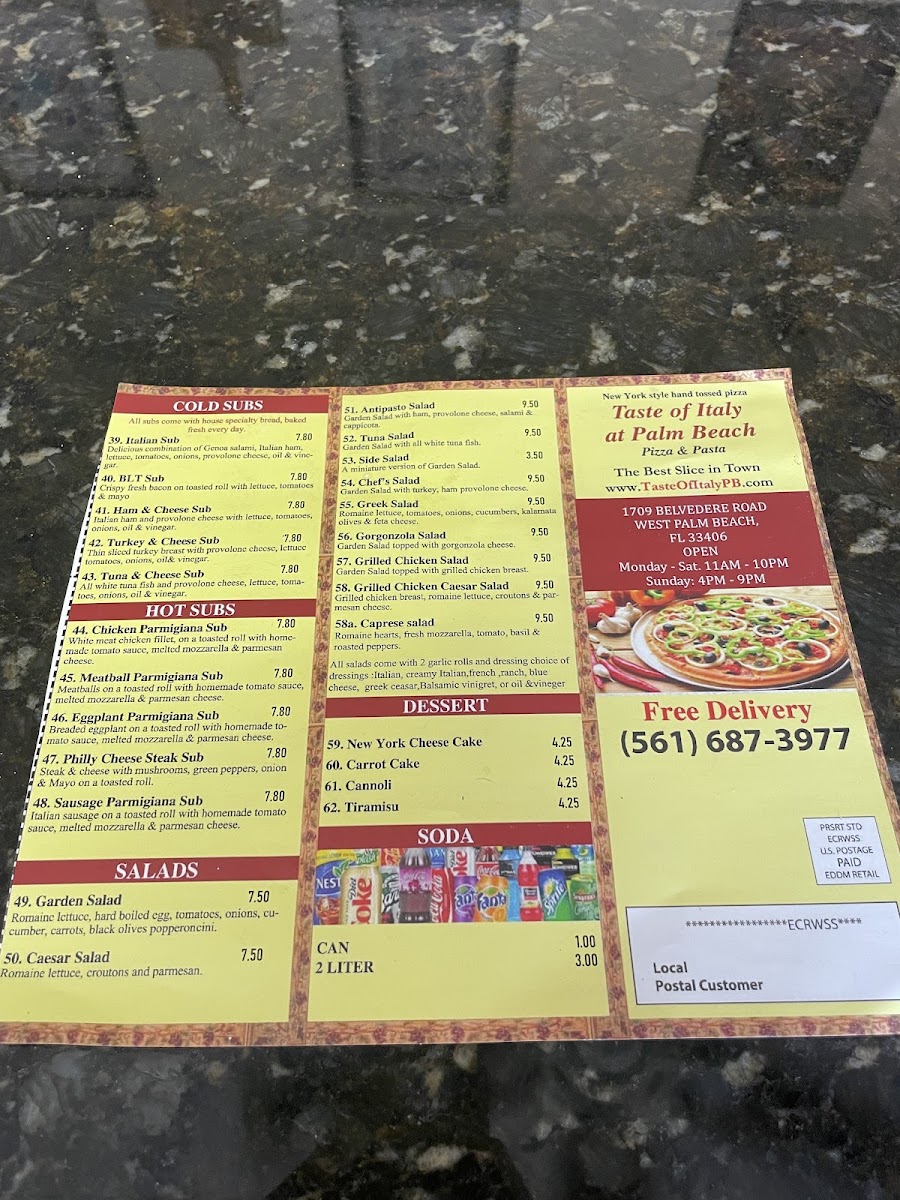 COLD SUBS
All subs come with house specialty bread, baked
fresh every day.
39. Italian Sub 7.80
Delicious combination of Genoa salami, Italian ham,
lettuce, tomatoes, onions, provolone cheese, oil & vine-
gar.
40. BLT Sub 7.80
Crispy fresh bacon on toasted roll with lettuce, tomatoes
& mayo
41. Ham & Cheese Sub 7.80
Italian ham and provolone cheese with lettuce, tomatoes,
onions, oil & vinegar.
42. Turkey & Cheese Sub 7.80
Thin sliced turkey breast with provolone cheese, lettuce
tomatoes, onions, oil& vinegar.
43. Tuna & Cheese Sub 7.80
All white tuna fish and provolone cheese, lettuce, toma-
toes, onions, oil & vinegar.
HOT SUBS
44. Chicken Parmigiana Sub 7.80
White meat chicken fillet, on a toasted roll with home-
made tomato sauce, melted mozzarella & parmesan
cheese.
45. Meatball Parmigiana Sub 7.80
Meatballs on a toasted roll with homemade tomato sauce,
melted mozzarella & parmesan cheese.
46. Eggplant Parmigiana Sub 7.80
Breaded eggplant on a toasted roll with homemade to-
mato sauce, melted mozzarella & parmesan cheese.
47. Philly Cheese Steak Sub 7.80
Steak & cheese with mushrooms, green peppers, onion
& Mayo on a toasted roll.
48. Sausage Parmigiana Sub 7.80
Italian sausage on a toasted roll with homemade tomato
sauce, melted mozzarella & parmesan cheese.
SALADS
49. Garden Salad 7.50
Romaine lettuce, hard boiled egg, tomatoes, onions, cu-
cumber, carrots, black olives popperoncini.
50. Caesar Salad 7.50
Romaine lettuce, croutons and parmesan.
51. Antipasto Salad 9.50
Garden Salad with ham, provolone cheese, salami &
cappicota.
52. Tuna Salad 9.50
Garden Salad with all white tuna fish.
53. Side Salad 3.50
A miniature version of Garden Salad.
54. Chef's Salad 9.50
Garden Salad with turkey, ham provolone cheese.
55. Greek Salad 9.50
Romaine lettuce, tomatoes, onions, cucumbers, kalamata
olives & feta cheese.
56. Gorgonzola Salad 9.50
Garden Salad topped with gorgonzola cheese.
57. Grilled Chicken Salad 9.50
Garden Salad topped with grilled chicken breast.
58. Grilled Chicken Caesar Salad 9.50
Grilled chicken breast, romaine lettuce, croutons & par-
mesan cheese.
58a. Caprese salad 9.50
Romaine hearts, fresh mozzarella, tomato, basil &
roasted peppers.
All salads come with 2 garlic rolls and dressing choice of
dressings :Italian, creamy Italian,french ,ranch, blue
cheese, greek ceasar,Balsamic vinigret, or oil &vineger
DESSERT
59. New York Cheese Cake 4.25
60. Carrot Cake 4.25
61. Cannoli 4.25
62. Tiramisu 4.25
SODA
CAN 1.00
2 LITER 3.00
New York style hand tossed pizza
Taste of Italy
at Palm Beach
Pizza & Pasta
The Best Slice in Town
www.TasteOfItalyPB.com
1709 BELVEDERE ROAD
WEST PALM BEACH,
FL 33406
OPEN
Monday - Sat. 11AM - 10PM
Sunday: 4PM - 9PM
Free Delivery
(561) 687-3977
PRSRT STD
ECRWSS
U.S. POSTAGE
PAID
EDDM RETAIL
*****************ECRWSS****
Local
Postal Customer